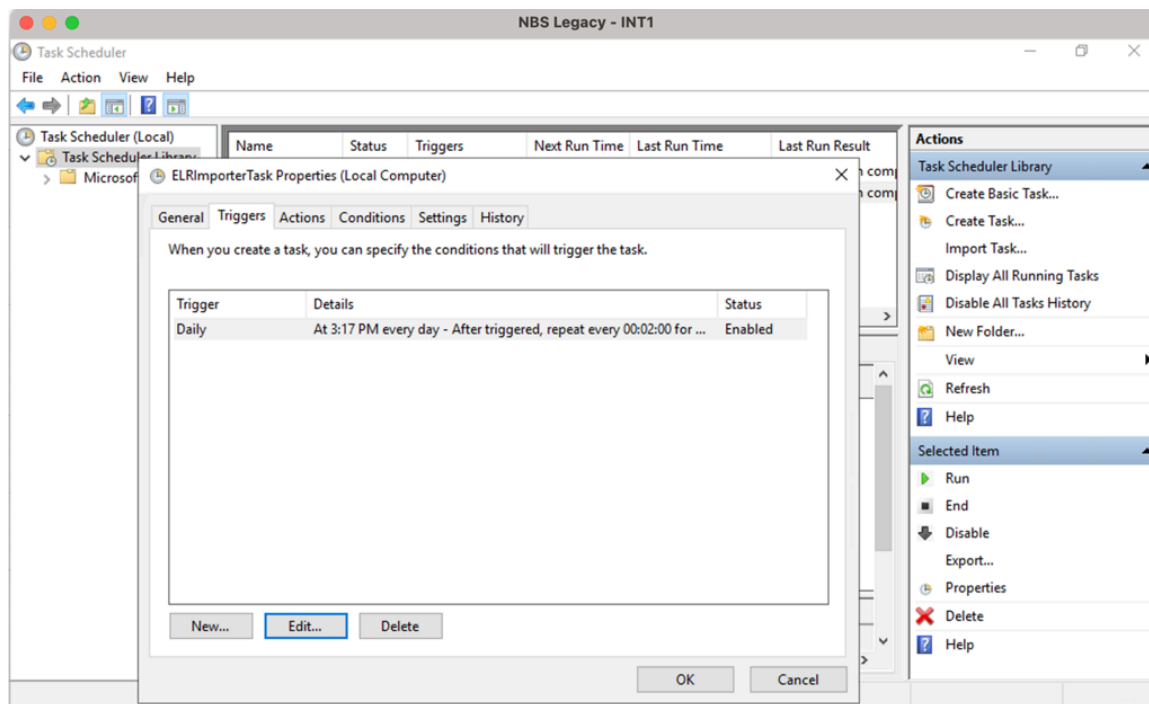 NBS Legacy - INT1
Task Scheduler
File Action View Help
Task Scheduler (Local)
Task Scheduler Library
Microsof
Name Status Triggers Next Run Time Last Run Time Last Run Result
com
com
ELRImporterTask Properties (Local Computer)
General Triggers Actions Conditions Settings History
When you create a task, you can specify the conditions that will trigger the task.
Trigger Details Status
Daily At 3:17 PM every day - After triggered, repeat every 00:02:00 for ... Enabled
New... Edit... Delete
OK Cancel
Actions
Task Scheduler Library
Create Basic Task...
Create Task...
Import Task...
Display All Running Tasks
Disable All Tasks History
New Folder...
View
Refresh
Help
Selected Item
Run
End
Disable
Export...
Properties
Delete
Help